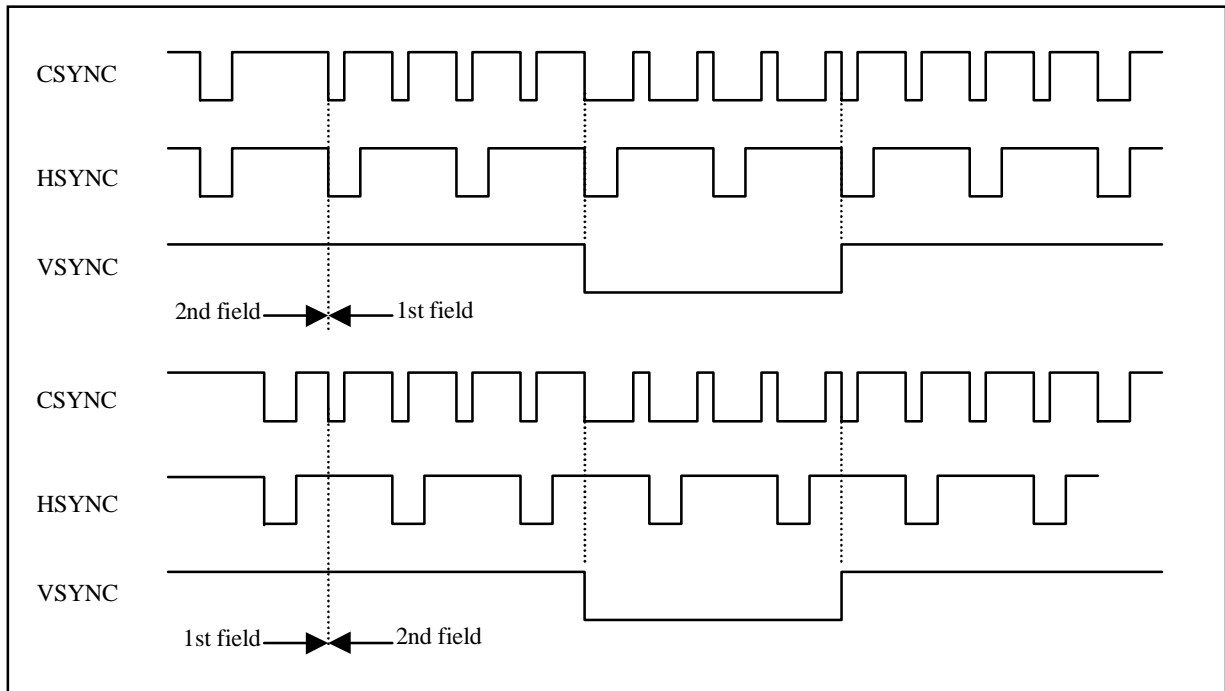 CSYNC
HSYNC
VSYNC
2nd field 1st field
CSYNC
HSYNC
VSYNC
1st field 2nd field